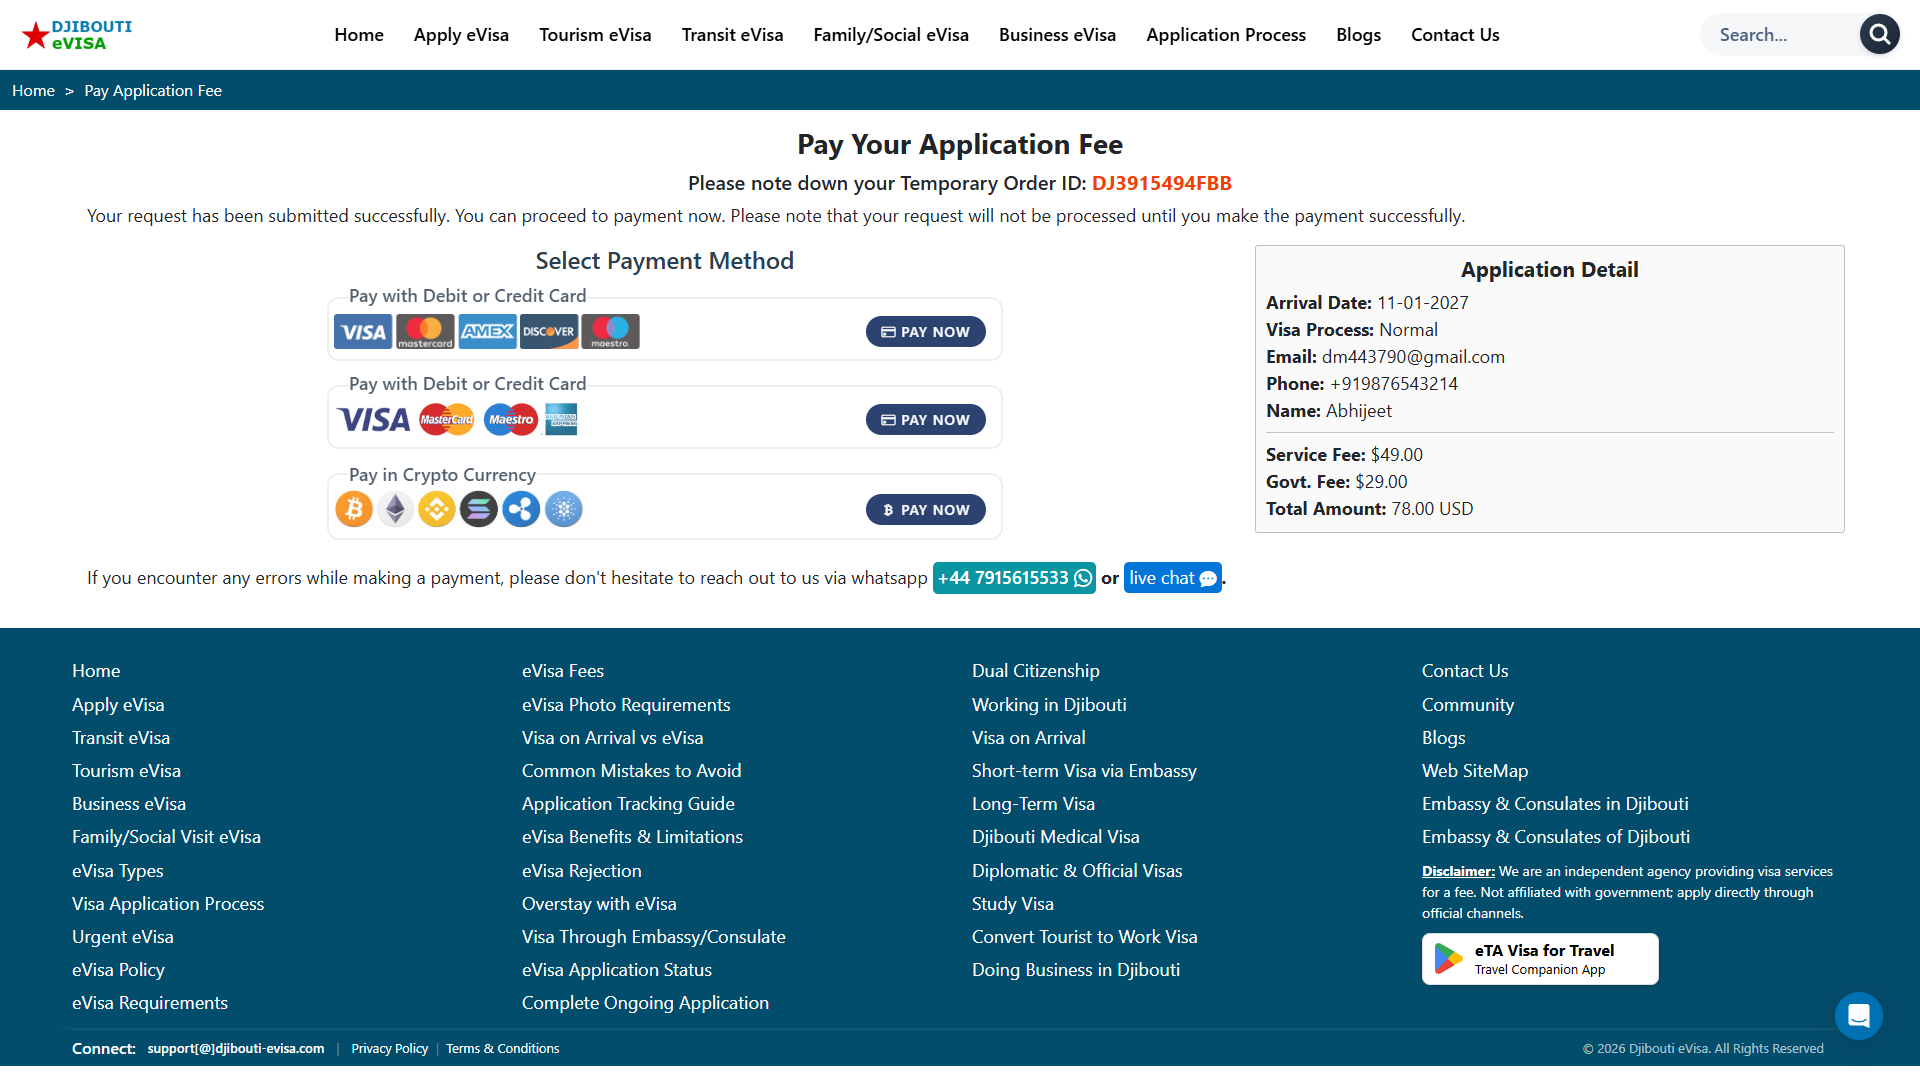 DJIBOUTI
eVISA
Home
Apply eVisa
Tourism eVisa
Transit eVisa
Family/Social eVisa
Business eVisa
Application Process
Blogs
Contact Us
Search...
Home > Pay Application Fee
Pay Your Application Fee
Please note down your Temporary Order ID: DJ3915494FBB
Your request has been submitted successfully. You can proceed to payment now. Please note that your request will not be processed until you make the payment successfully.
Select Payment Method
Pay with Debit or Credit Card
VISA mastercard AMEX DISCOVER maestro
PAY NOW
Pay with Debit or Credit Card
VISA MasterCard Maestro AMERICAN EXPRESS
PAY NOW
Pay in Crypto Currency
PAY NOW
Application Detail
Arrival Date: 11-01-2027
Visa Process: Normal
Email: dm443790@gmail.com
Phone: +919876543214
Name: Abhijeet
Service Fee: $49.00
Govt. Fee: $29.00
Total Amount: 78.00 USD
If you encounter any errors while making a payment, please don't hesitate to reach out to us via whatsapp +44 7915615533 or live chat .
Home
Apply eVisa
Transit eVisa
Tourism eVisa
Business eVisa
Family/Social Visit eVisa
eVisa Types
Visa Application Process
Urgent eVisa
eVisa Policy
eVisa Requirements
eVisa Fees
eVisa Photo Requirements
Visa on Arrival vs eVisa
Common Mistakes to Avoid
Application Tracking Guide
eVisa Benefits & Limitations
eVisa Rejection
Overstay with eVisa
Visa Through Embassy/Consulate
eVisa Application Status
Complete Ongoing Application
Dual Citizenship
Working in Djibouti
Visa on Arrival
Short-term Visa via Embassy
Long-Term Visa
Djibouti Medical Visa
Diplomatic & Official Visas
Study Visa
Convert Tourist to Work Visa
Doing Business in Djibouti
Contact Us
Community
Blogs
Web SiteMap
Embassy & Consulates in Djibouti
Embassy & Consulates of Djibouti
Disclaimer: We are an independent agency providing visa services
for a fee. Not affiliated with government; apply directly through
official channels.
eTA Visa for Travel
Travel Companion App
Connect: support[@]djibouti-evisa.com | Privacy Policy | Terms & Conditions
© 2026 Djibouti eVisa. All Rights Reserved